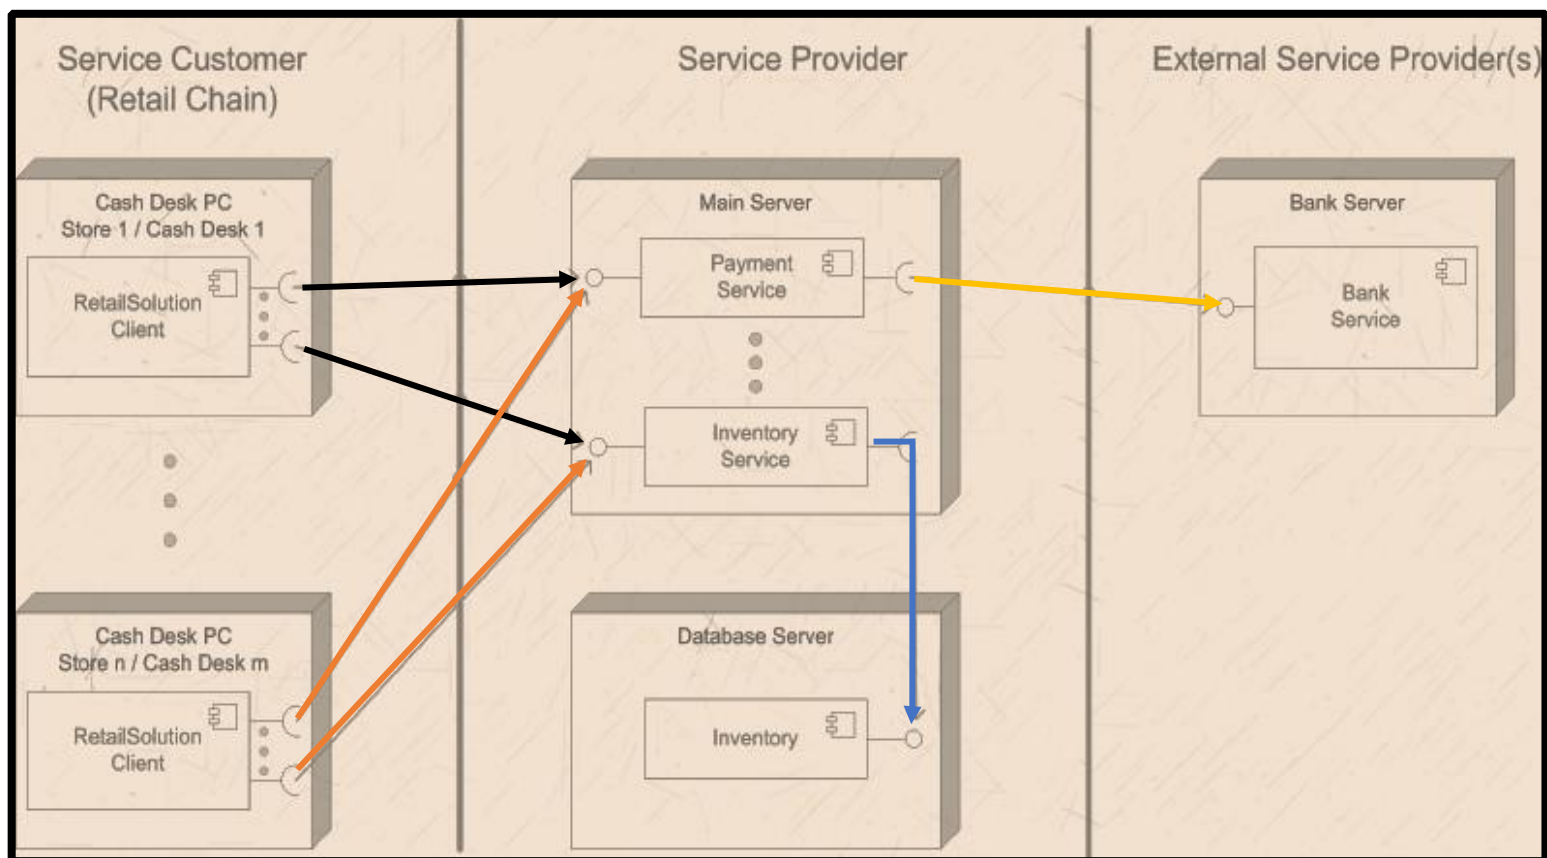 Service Customer
(Retail Chain)
Service Provider
External Service Provider(s)
Cash Desk PC
Store 1 / Cash Desk 1
RetailSolution
Client
Main Server
Payment
Service
Inventory
Service
Bank Server
Bank
Service
Cash Desk PC
Store n / Cash Desk m
RetailSolution
Client
Database Server
Inventory